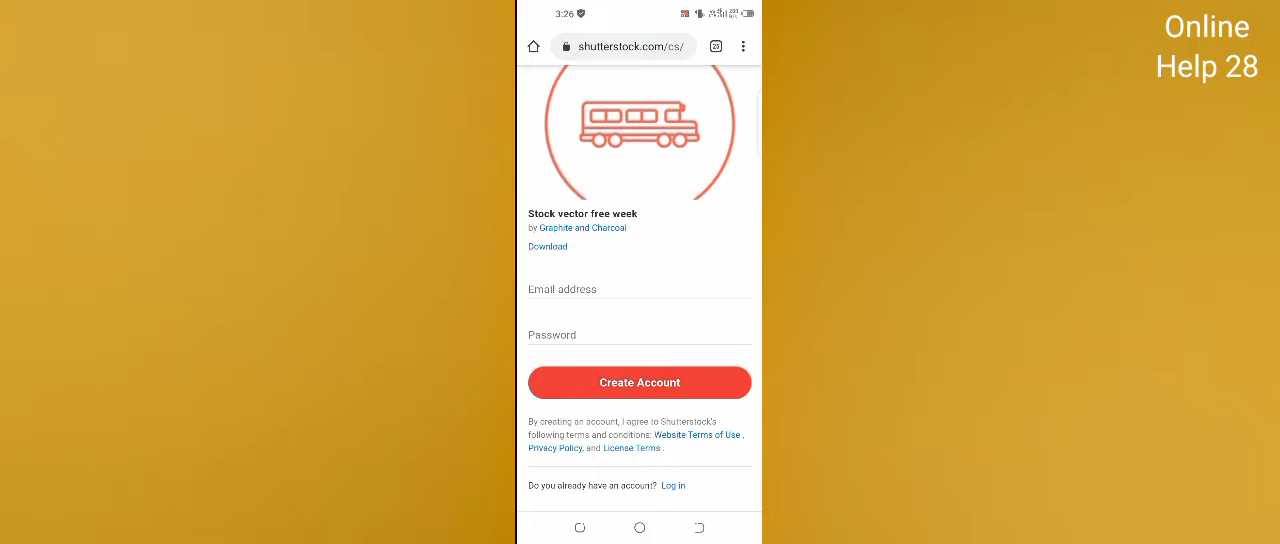 Online
Help 28
3:26
shutterstock.com/cs/
Stock vector free week
by Graphite and Charcoal
Download
Email address
Password
Create Account
By creating an account, I agree to Shutterstock's
following terms and conditions: Website Terms of Use ,
Privacy Policy, and License Terms .
Do you already have an account? Log in